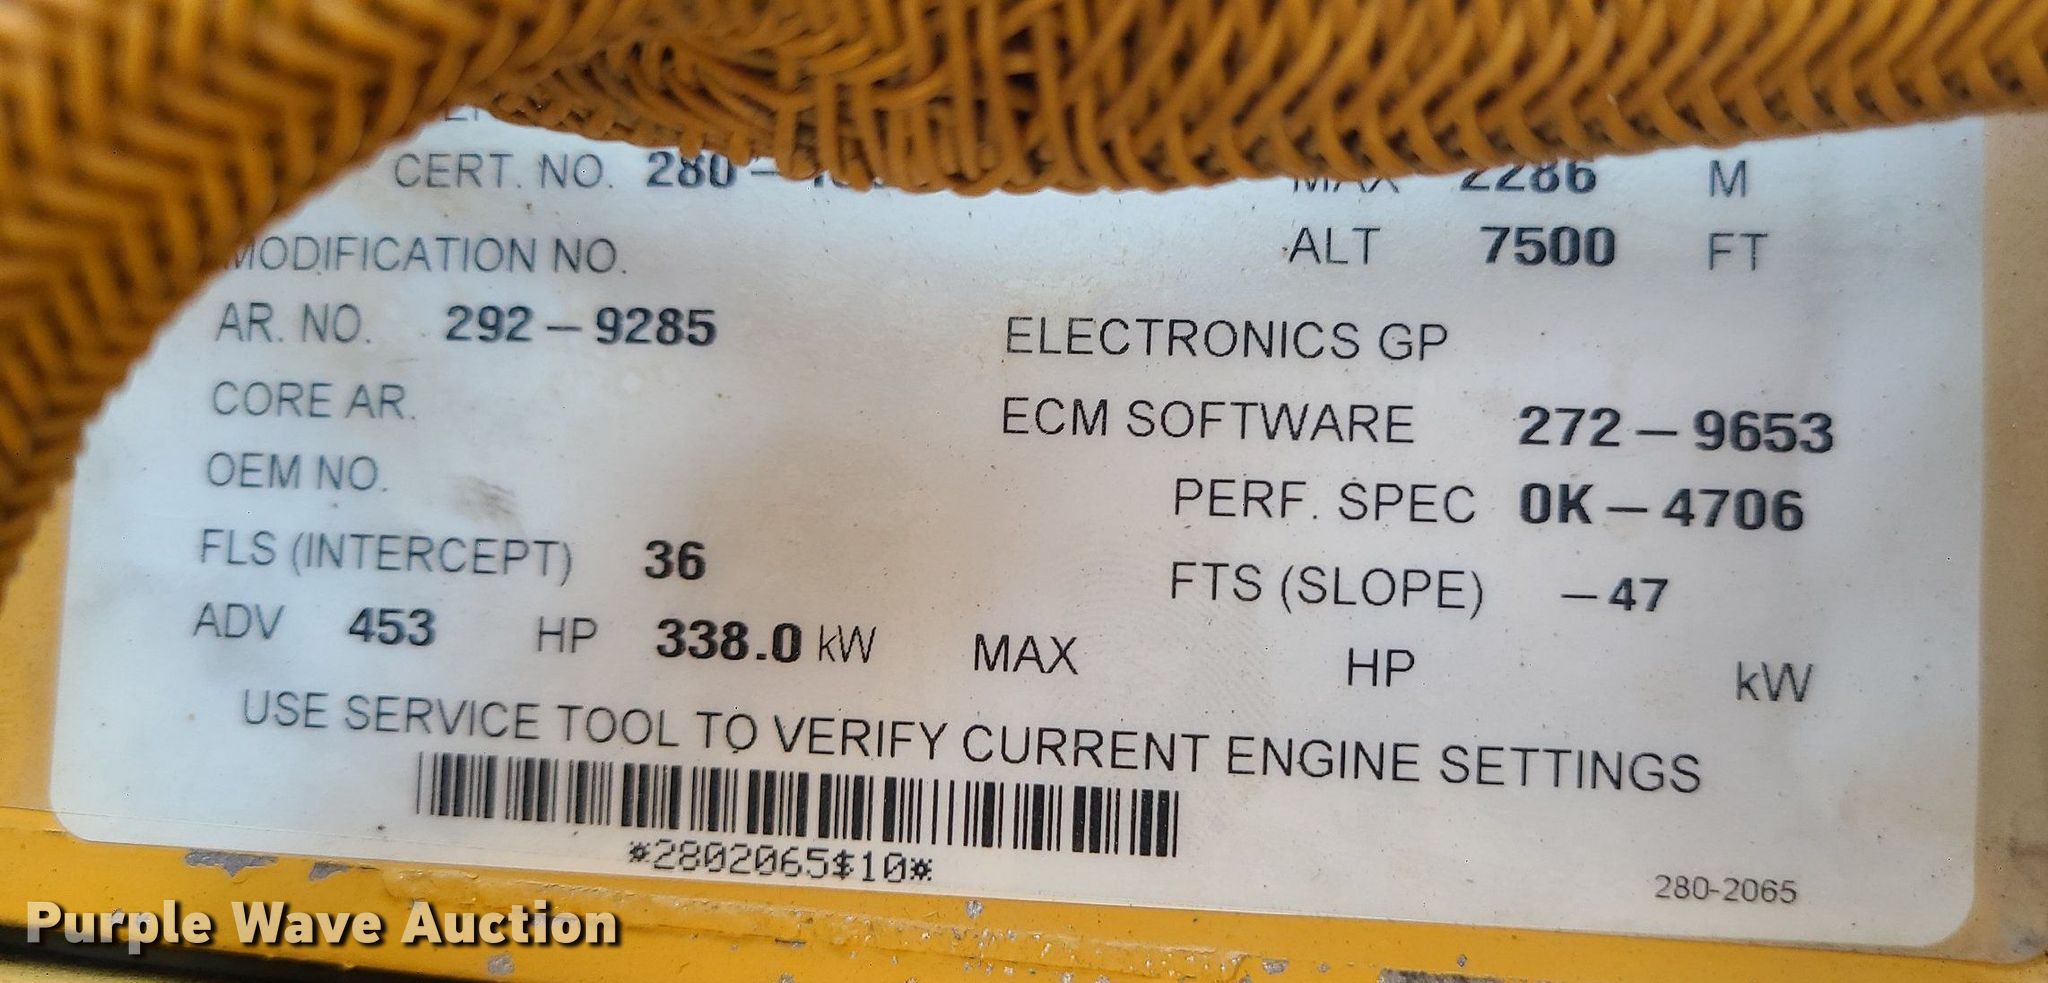 CERT. NO. 280 –
MAX 2286 M
MODIFICATION NO.
ALT 7500 FT
AR. NO. 292 – 9285
ELECTRONICS GP
CORE AR.
ECM SOFTWARE 272 – 9653
OEM NO.
PERF. SPEC 0K – 4706
FLS (INTERCEPT) 36
FTS (SLOPE) – 47
ADV 453 HP 338.0 kW MAX HP kW
USE SERVICE TOOL TO VERIFY CURRENT ENGINE SETTINGS
*2802065$10*
280-2065
Purple Wave Auction